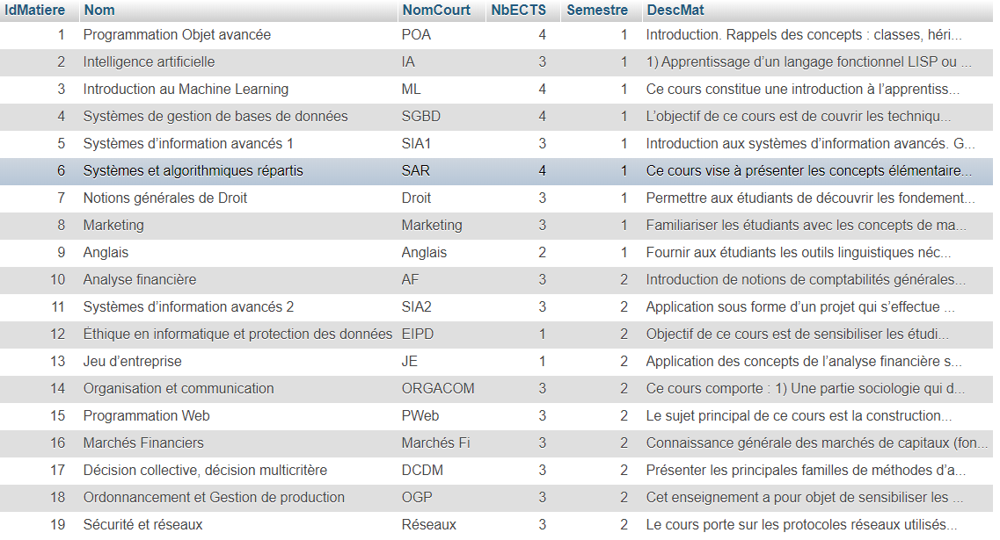 IdMatiere Nom NomCourt NbECTS Semestre DescMat
1 Programmation Objet avancée POA 4 1 Introduction. Rappels des concepts : classes, héri...
2 Intelligence artificielle IA 3 1 1) Apprentissage d’un langage fonctionnel LISP ou ...
3 Introduction au Machine Learning ML 4 1 Ce cours constitue une introduction à l’apprentiss...
4 Systèmes de gestion de bases de données SGBD 4 1 L’objectif de ce cours est de couvrir les techniqu...
5 Systèmes d’information avancés 1 SIA1 3 1 Introduction aux systèmes d’information avancés. G...
6 Systèmes et algorithmiques répartis SAR 4 1 Ce cours vise à présenter les concepts élémentaire...
7 Notions générales de Droit Droit 3 1 Permettre aux étudiants de découvrir les fondement...
8 Marketing Marketing 3 1 Familiariser les étudiants avec les concepts de ma...
9 Anglais Anglais 2 1 Fournir aux étudiants les outils linguistiques néc...
10 Analyse financière AF 3 2 Introduction de notions de comptabilités générales...
11 Systèmes d’information avancés 2 SIA2 3 2 Application sous forme d’un projet qui s’effectue ...
12 Éthique en informatique et protection des données EIPD 1 2 Objectif de ce cours est de sensibiliser les étudi...
13 Jeu d’entreprise JE 1 2 Application des concepts de l’analyse financière s...
14 Organisation et communication ORGACOM 3 2 Ce cours comporte : 1) Une partie sociologie qui d...
15 Programmation Web PWeb 3 2 Le sujet principal de ce cours est la construction...
16 Marchés Financiers Marchés Fi 3 2 Connaissance générale des marchés de capitaux (fon...
17 Décision collective, décision multicritère DCDM 3 2 Présenter les principales familles de méthodes d’a...
18 Ordonnancement et Gestion de production OGP 3 2 Cet enseignement a pour objet de sensibiliser les ...
19 Sécurité et réseaux Réseaux 3 2 Le cours porte sur les protocoles réseaux utilisés...